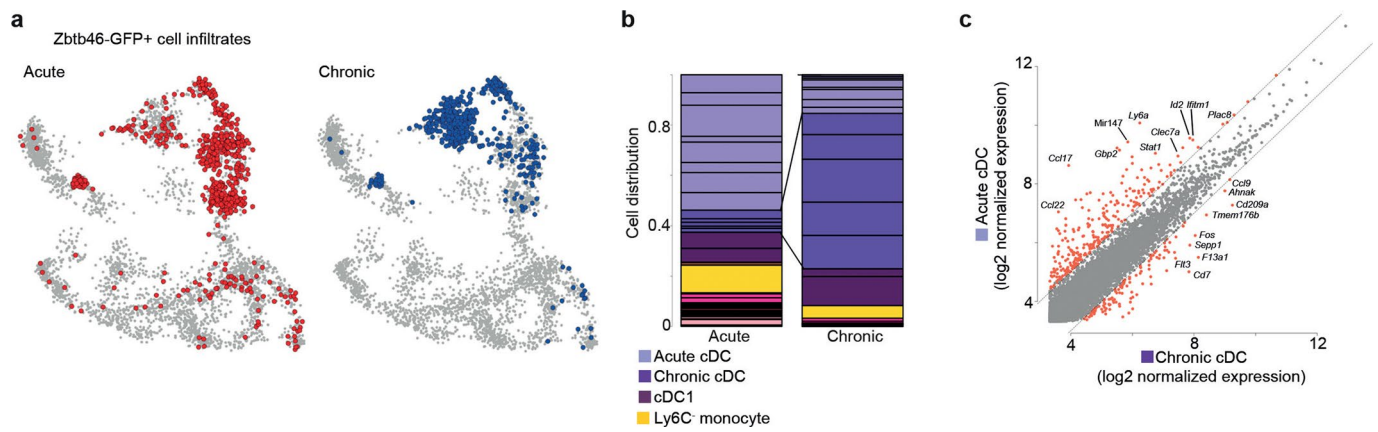 a
Zbtb46-GFP+ cell infiltrates
Acute
Chronic
b
Cell distribution
0.8
0.4
0
Acute
Chronic
Acute cDC
Chronic cDC
cDC1
Ly6C- monocyte
c
Acute cDC
(log2 normalized expression)
12
8
4
Id2 Ifitm1
Ly6a
Plac8
Mir147
Clec7a
Stat1
Gbp2
Ccl17
Ccl22
Ccl9
Ahnak
Cd209a
Tmem176b
Fos
Sepp1
F13a1
Flt3
Cd7
4
8
12
Chronic cDC
(log2 normalized expression)